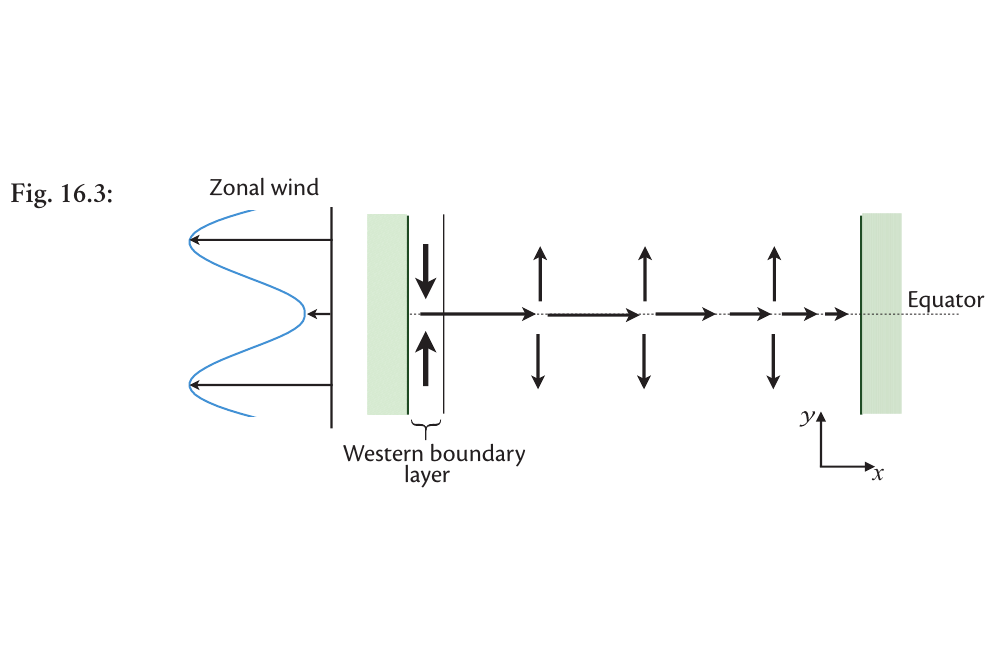 Fig. 16.3:
Zonal wind
Equator
Western boundary
layer
y
x